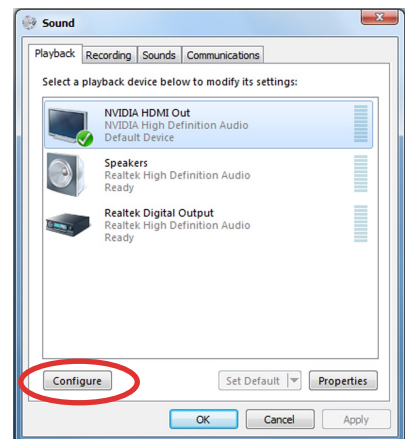 Sound
Playback Recording Sounds Communications
Select a playback device below to modify its settings:
NVIDIA HDMI Out
NVIDIA High Definition Audio
Default Device
Speakers
Realtek High Definition Audio
Ready
Realtek Digital Output
Realtek High Definition Audio
Ready
Configure Set Default Properties
OK Cancel Apply